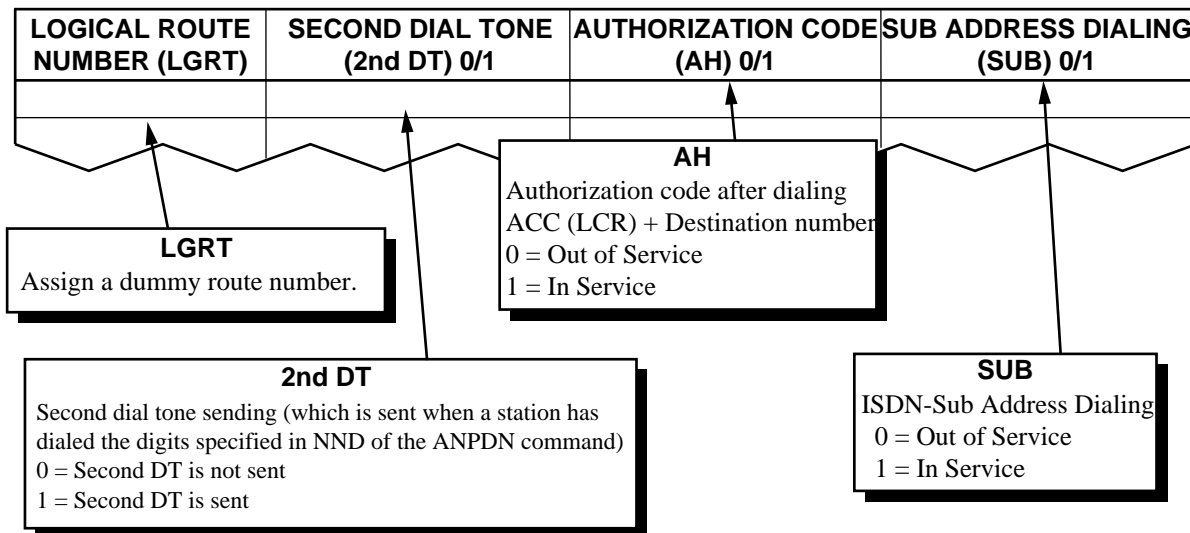 LOGICAL ROUTE
NUMBER (LGRT)
SECOND DIAL TONE
(2nd DT) 0/1
AUTHORIZATION CODE
(AH) 0/1
SUB ADDRESS DIALING
(SUB) 0/1
AH
Authorization code after dialing
ACC (LCR) + Destination number
0 = Out of Service
1 = In Service
LGRT
Assign a dummy route number.
2nd DT
Second dial tone sending (which is sent when a station has
dialed the digits specified in NND of the ANPDN command)
0 = Second DT is not sent
1 = Second DT is sent
SUB
ISDN-Sub Address Dialing
0 = Out of Service
1 = In Service